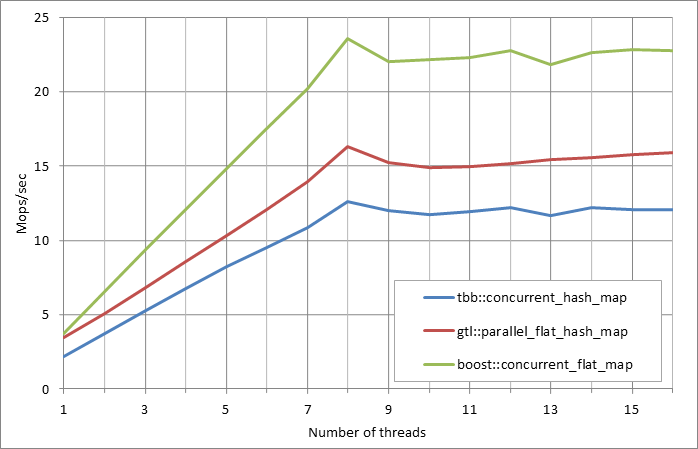 25
20
15
10
5
0
Mops/sec
tbb::concurrent_hash_map
gtl::parallel_flat_hash_map
boost::concurrent_flat_map
1 3 5 7 9 11 13 15
Number of threads